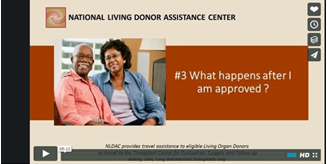 NATIONAL LIVING DONOR ASSISTANCE CENTER
#3 What happens after I
am approved ?
NLDAC provides travel assistance to eligible Living Organ Donors
HD